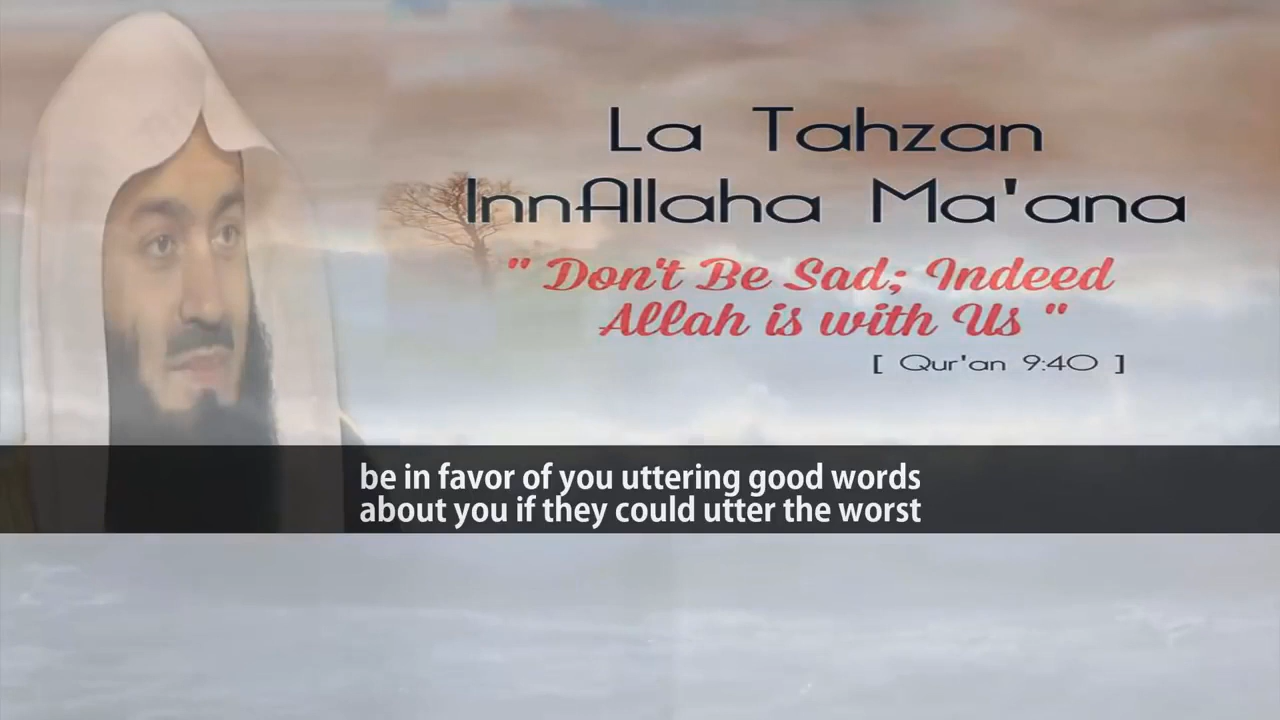 La Tahzan
InnAllaha Ma'ana
" Don't Be Sad; Indeed
Allah is with Us "
[ Qur'an 9:40 ]
be in favor of you uttering good words
about you if they could utter the worst